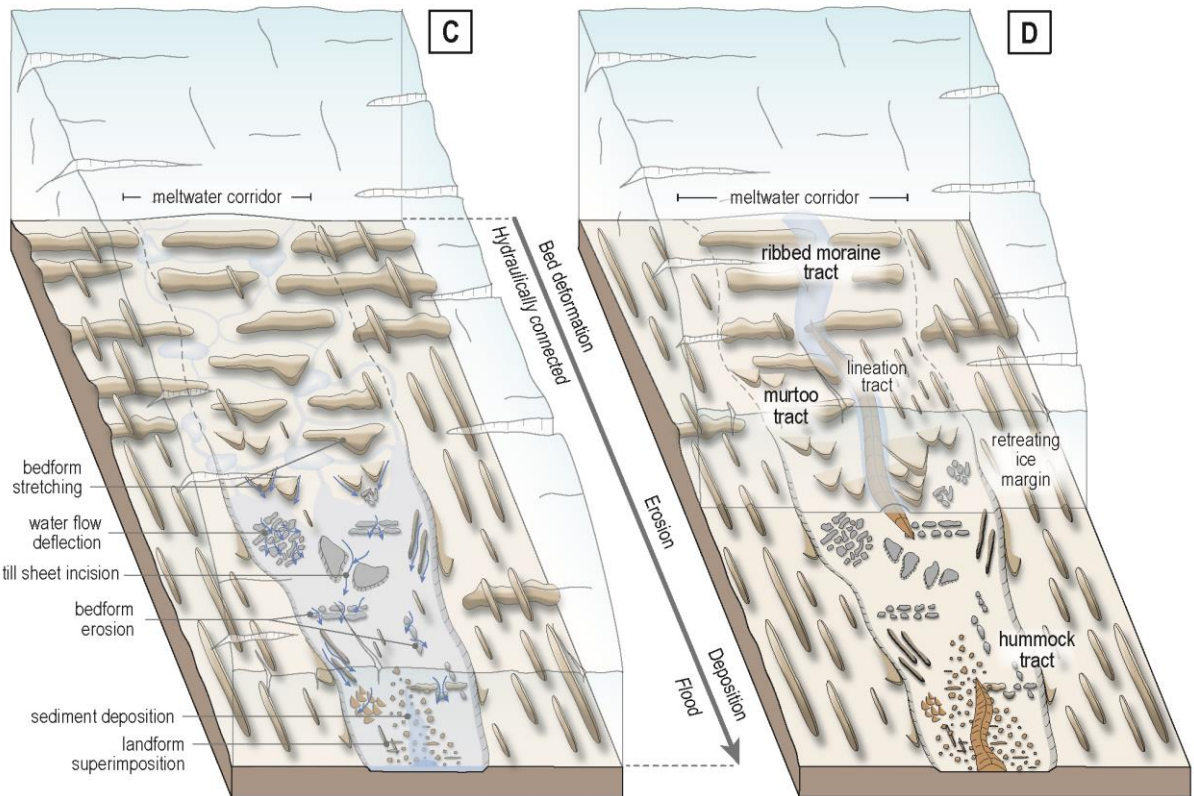 C
meltwater corridor
Bed deformation
Hydraulically connected
Erosion
Deposition
Flood
bedform
stretching
water flow
deflection
till sheet incision
bedform
erosion
sediment deposition
landform
superimposition
D
meltwater corridor
ribbed moraine
tract
lineation
tract
murtoo
tract
retreating
ice
margin
hummock
tract